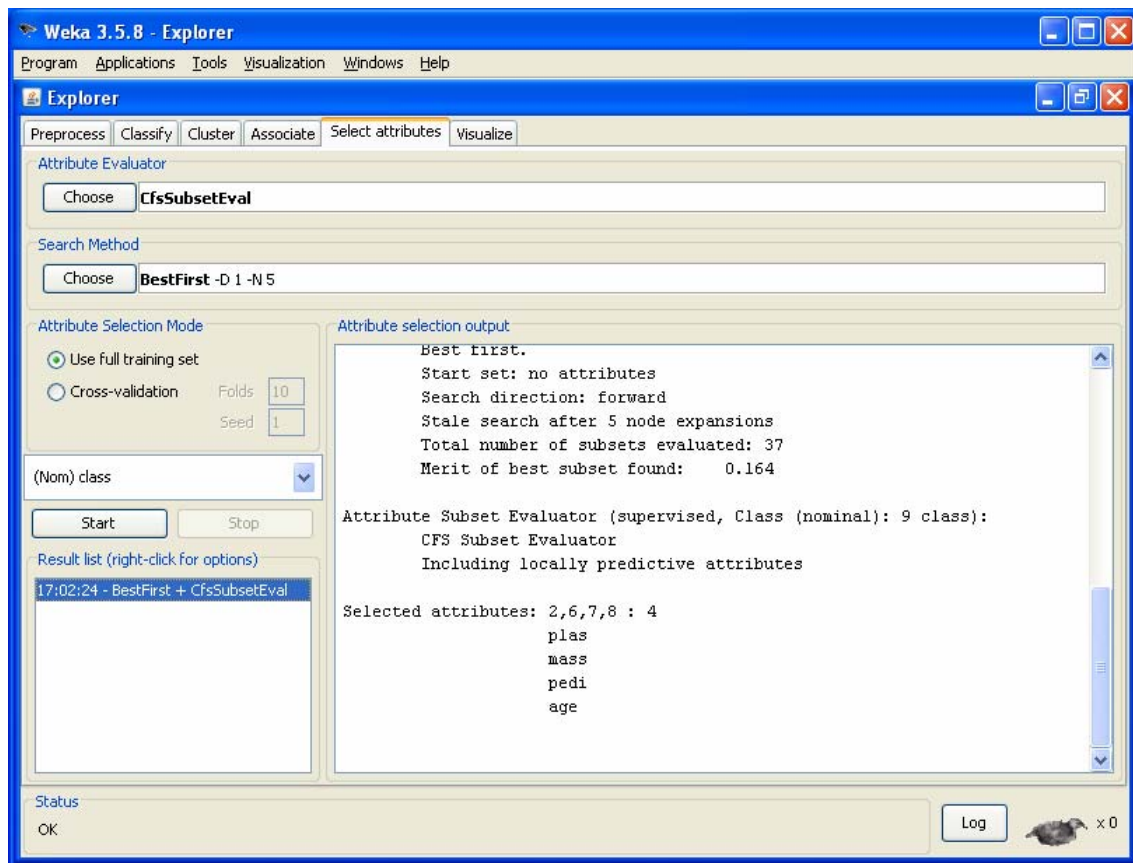 Weka 3.5.8 - Explorer
Program Applications Tools Visualization Windows Help
Explorer
Preprocess Classify Cluster Associate Select attributes Visualize
Attribute Evaluator
Choose CfsSubsetEval
Search Method
Choose BestFirst -D 1 -N 5
Attribute Selection Mode
Use full training set
Cross-validation Folds 10
Seed 1
(Nom) class
Start Stop
Result list (right-click for options)
17:02:24 - BestFirst + CfsSubsetEval
Attribute selection output
Best first.
Start set: no attributes
Search direction: forward
Stale search after 5 node expansions
Total number of subsets evaluated: 37
Merit of best subset found: 0.164
Attribute Subset Evaluator (supervised, Class (nominal): 9 class):
CFS Subset Evaluator
Including locally predictive attributes
Selected attributes: 2,6,7,8 : 4
plas
mass
pedi
age
Status
OK
Log x 0